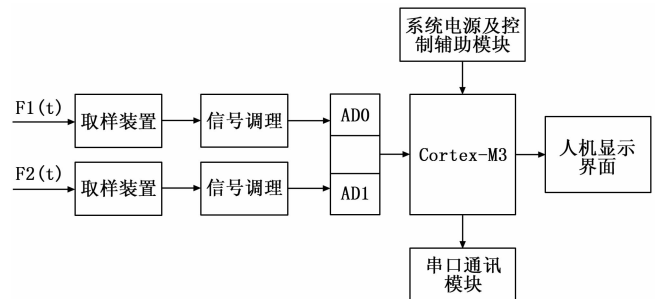 系统电源及控
制辅助模块
F1(t)
取样装置
信号调理
AD0
Cortex-M3
人机显示
界面
F2(t)
取样装置
信号调理
AD1
串口通讯
模块